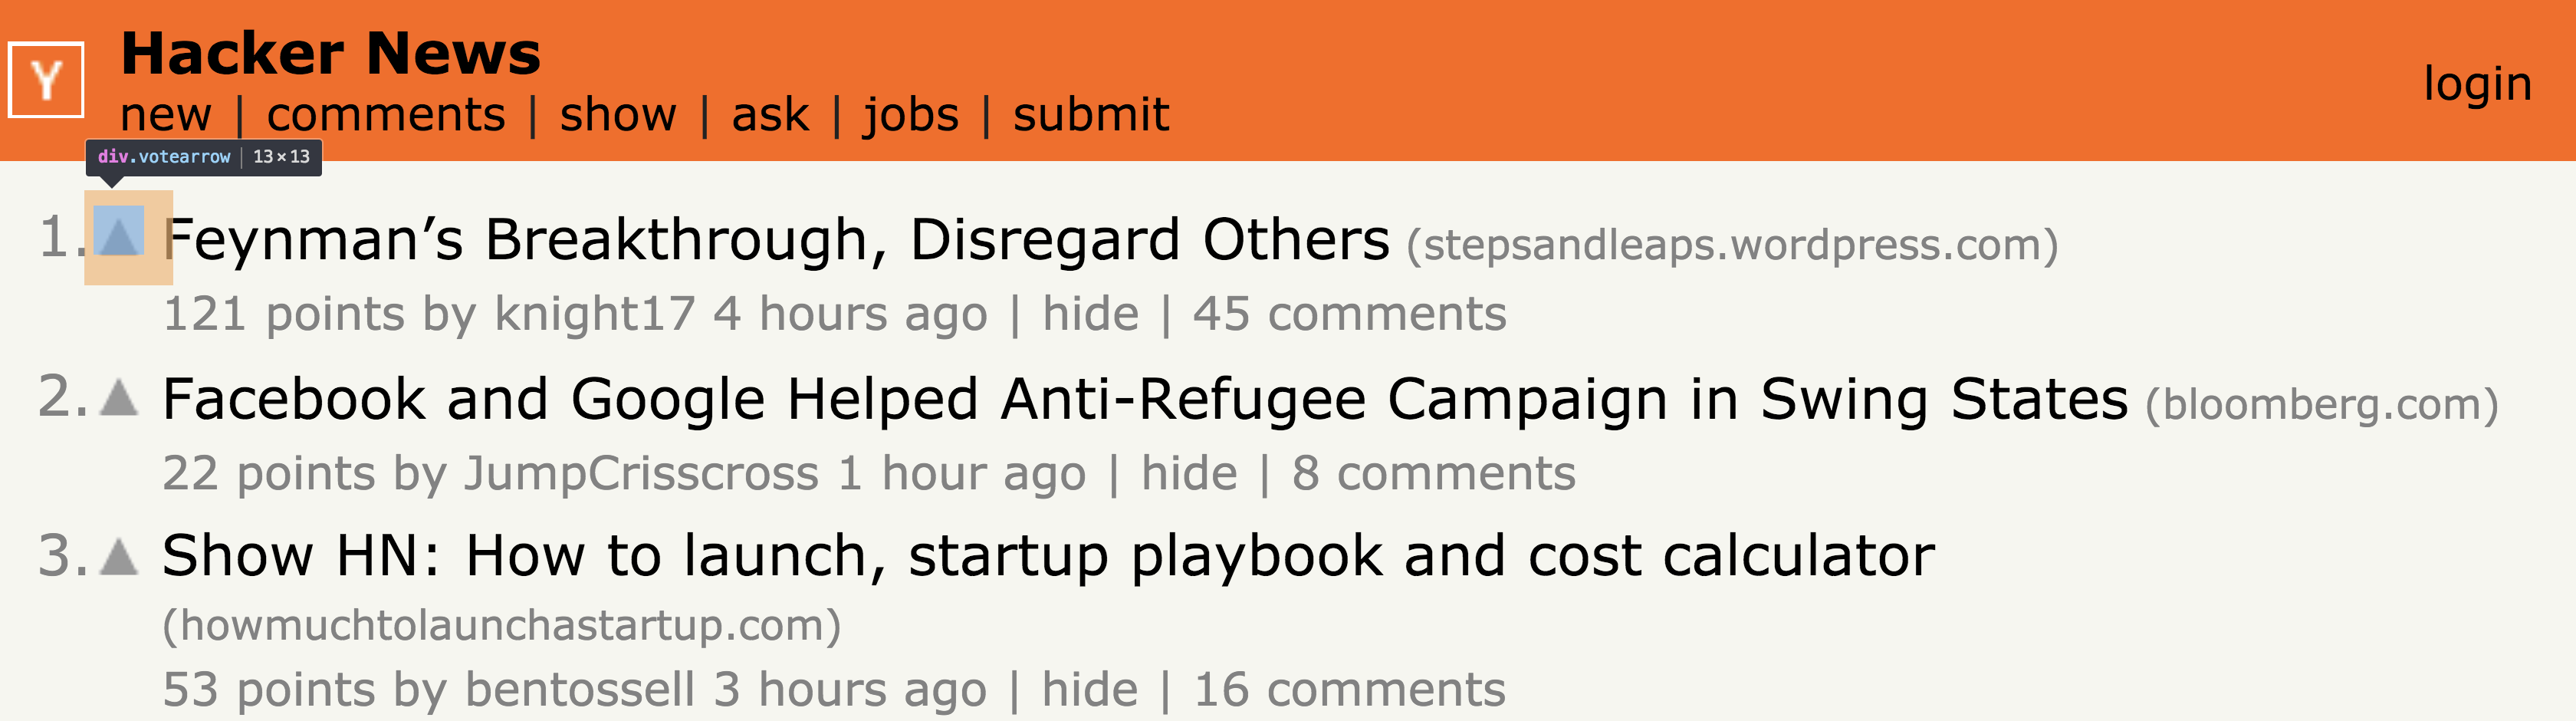 Y
Hacker News
new | comments | show | ask | jobs | submit
login
div.votearrow | 13×13
1. Feynman’s Breakthrough, Disregard Others (stepsandleaps.wordpress.com)
121 points by knight17 4 hours ago | hide | 45 comments
2. Facebook and Google Helped Anti-Refugee Campaign in Swing States (bloomberg.com)
22 points by JumpCrisscross 1 hour ago | hide | 8 comments
3. Show HN: How to launch, startup playbook and cost calculator
(howmuchtolaunchastartup.com)
53 points by bentossell 3 hours ago | hide | 16 comments